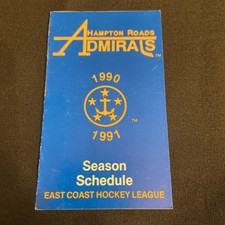 HAMPTON ROADS
ADMIRALS
TM
1990
1991
TM
Season
Schedule
EAST COAST HOCKEY LEAGUE